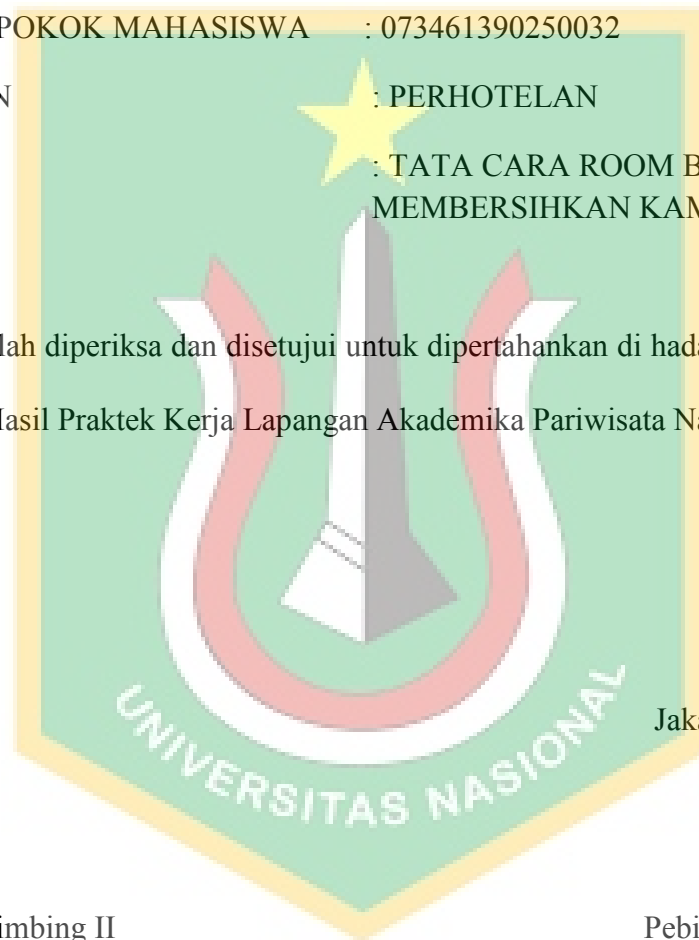 POKOK MAHASISWA : 073461390250032
N : PERHOTELAN
: TATA CARA ROOM B
MEMBERSIHKAN KAM
lah diperiksa dan disetujui untuk dipertahankan di hada
Hasil Praktek Kerja Lapangan Akademika Pariwisata Na
UNIVERSITAS NASIONAL
Jaka
imbing II Pebi